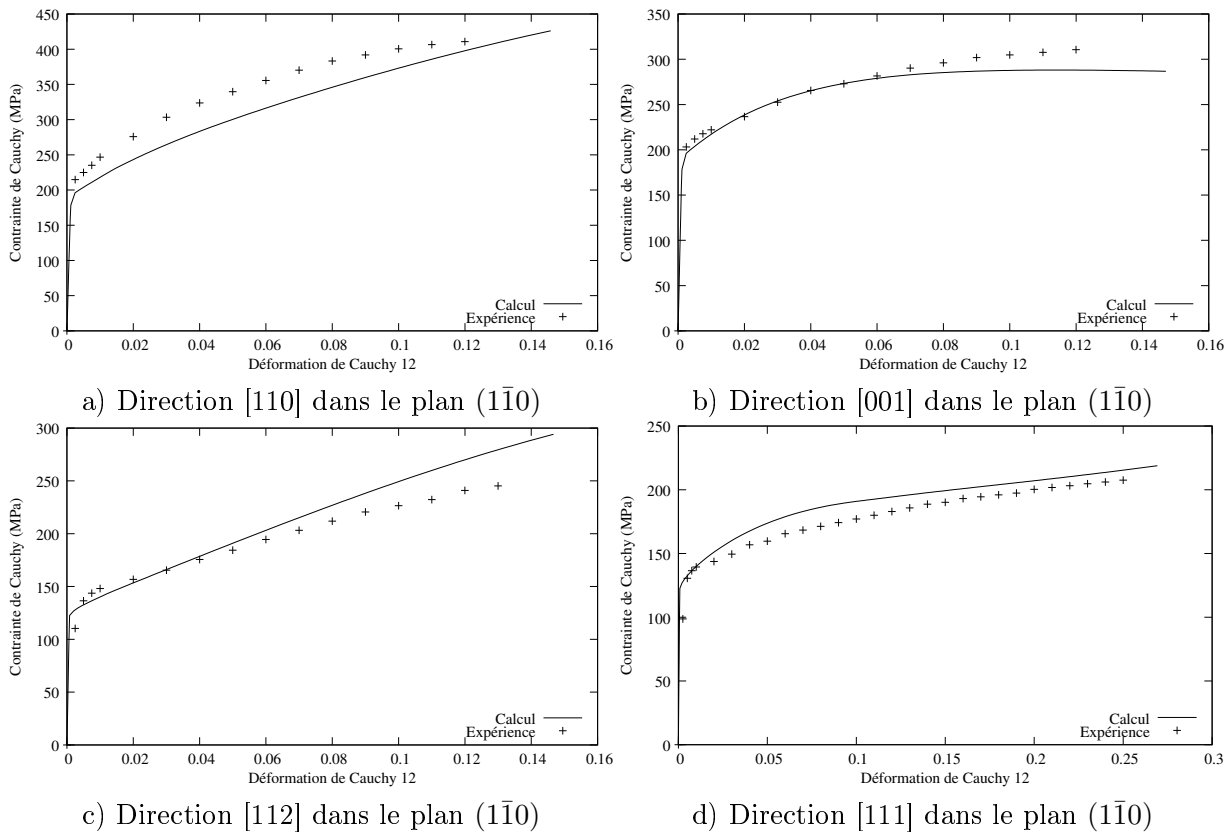 450
400
350
300
250
200
150
100
50
0
Contrainte de Cauchy (MPa)
Calcul
Expérience
0 0.02 0.04 0.06 0.08 0.1 0.12 0.14 0.16
Déformation de Cauchy 12
a) Direction [110] dans le plan (11̄0)
350
300
250
200
150
100
50
0
Contrainte de Cauchy (MPa)
Calcul
Expérience
0 0.02 0.04 0.06 0.08 0.1 0.12 0.14 0.16
Déformation de Cauchy 12
b) Direction [001] dans le plan (11̄0)
300
250
200
150
100
50
0
Contrainte de Cauchy (MPa)
Calcul
Expérience
0 0.02 0.04 0.06 0.08 0.1 0.12 0.14 0.16
Déformation de Cauchy 12
c) Direction [112] dans le plan (11̄0)
250
200
150
100
50
0
Contrainte de Cauchy (MPa)
Calcul
Expérience
0 0.05 0.1 0.15 0.2 0.25 0.3
Déformation de Cauchy 12
d) Direction [111] dans le plan (11̄0)